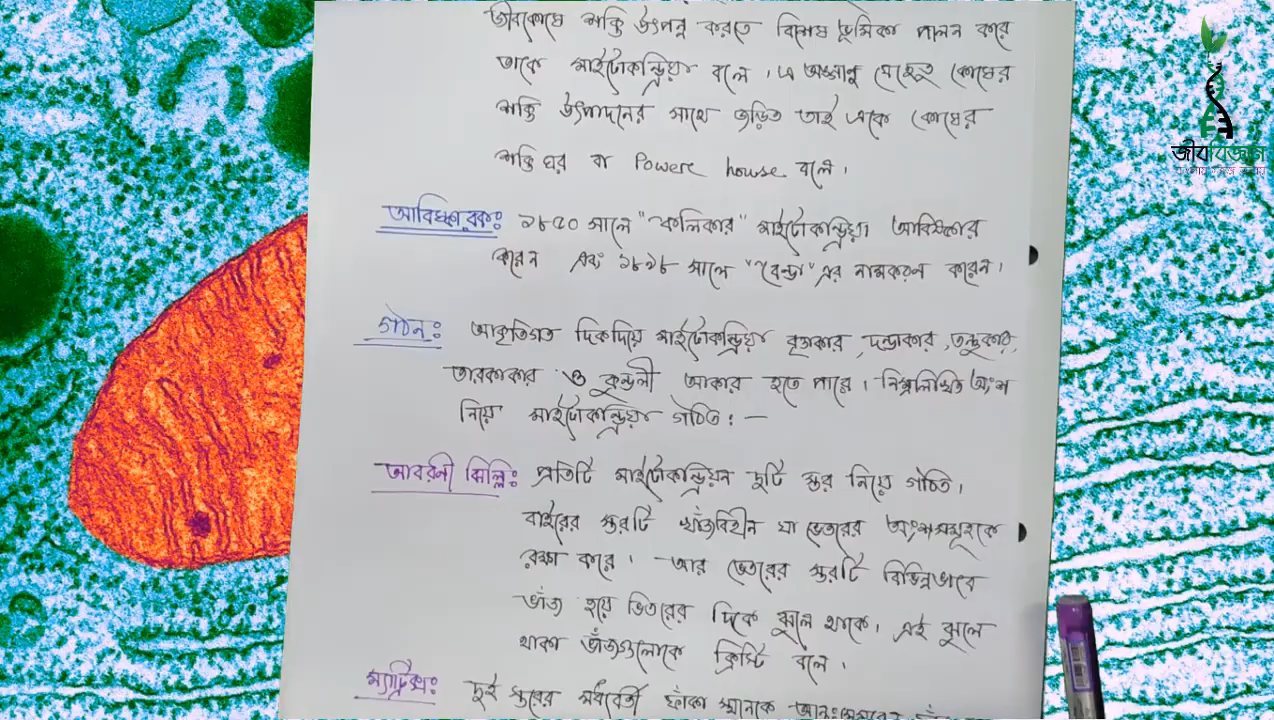 জীবকোষে শক্তি উৎপন্ন করতে বিশেষ ভূমিকা পালন করে
তাকে মাইটোকন্ড্রিয়া বলে। এ অঙ্গাণু যেহেতু কোষের
শক্তি উৎপাদনের সাথে জড়িত তাই একে কোষের
শক্তি ঘর বা Power house বলে।
আবিষ্কারক: ১৮৫০ সালে "কলিকার" মাইটোকন্ড্রিয়া আবিষ্কার
করেন এবং ১৮৯৮ সালে "বেন্ডা" এর নামকরণ করেন।
গঠন: আকৃতিগত দিকদিয়ে মাইটোকন্ড্রিয়া বৃত্তাকার, দন্ডাকার, তন্তুকার,
তারকাকার ও কুন্ডলী আকার হতে পারে। নিম্নলিখিত অংশ
নিয়ে মাইটোকন্ড্রিয়া গঠিত: —
আবরণী ঝিল্লি: প্রতিটি মাইটোকন্ড্রিয়ন দুটি স্তর নিয়ে গঠিত।
বাইরের স্তরটি খাঁজবিহীন যা ভেতরের অংশসমূহকে
রক্ষা করে। আর ভেতরের স্তরটি বিভিন্নভাবে
ভাঁজ হয়ে ভিতরের দিকে ঝুলে থাকে। এই ঝুলে
থাকা ভাঁজগুলোকে ক্রিস্টি বলে।
ম্যাট্রিক্স: দুই স্তরের মধ্যবর্তী ফাঁকা স্থানকে
জীববিজ্ঞান